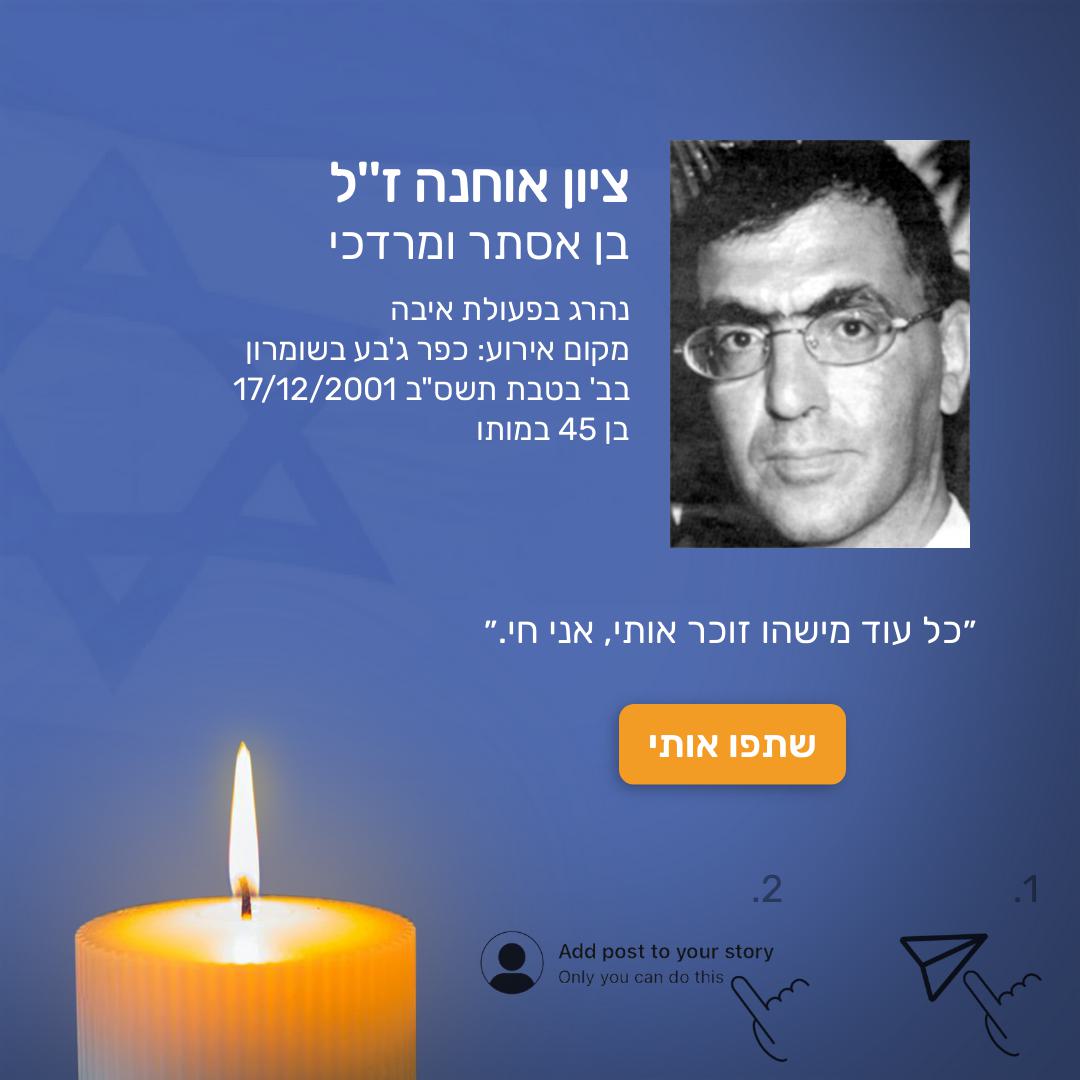 ציון אוחנה ז"ל
בן אסתר ומרדכי
נהרג בפעולת איבה
מקום אירוע: כפר ג'בע בשומרון
בב' בטבת תשס"ב 17/12/2001
בן 45 במותו
״כל עוד מישהו זוכר אותי, אני חי.״
שתפו אותי
1.
2.
Add post to your story
Only you can do this